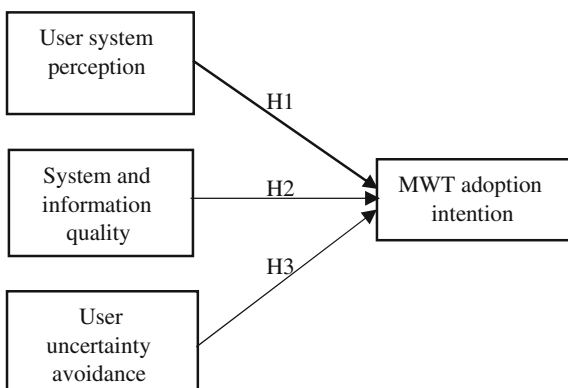 User system
perception
H1
System and
information
quality
H2
MWT adoption
intention
H3
User
uncertainty
avoidance